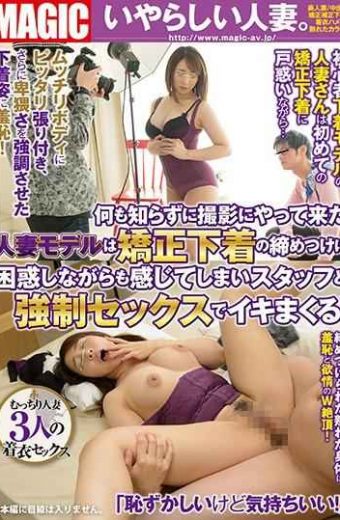 MAGIC
いやらしい人妻。
http://www.magic-av.jp/
人妻さんは初めての
矯正下着に
戸惑いながら…
ムッチリボディに
ピッタリ張り付き、
さらに卑猥さを強調させた
下着姿に羞恥!
何も知らずに撮影にやって来た
人妻モデルは矯正下着の締めつけに
困惑しながらも感じてしまいスタッフと
強制セックスでイキまくる
羞恥と欲情のW絶頂!
むっちり人妻
3人の
着衣セックス
※本編に目線は入りません。
「恥ずかしいけど気持ちいい!」